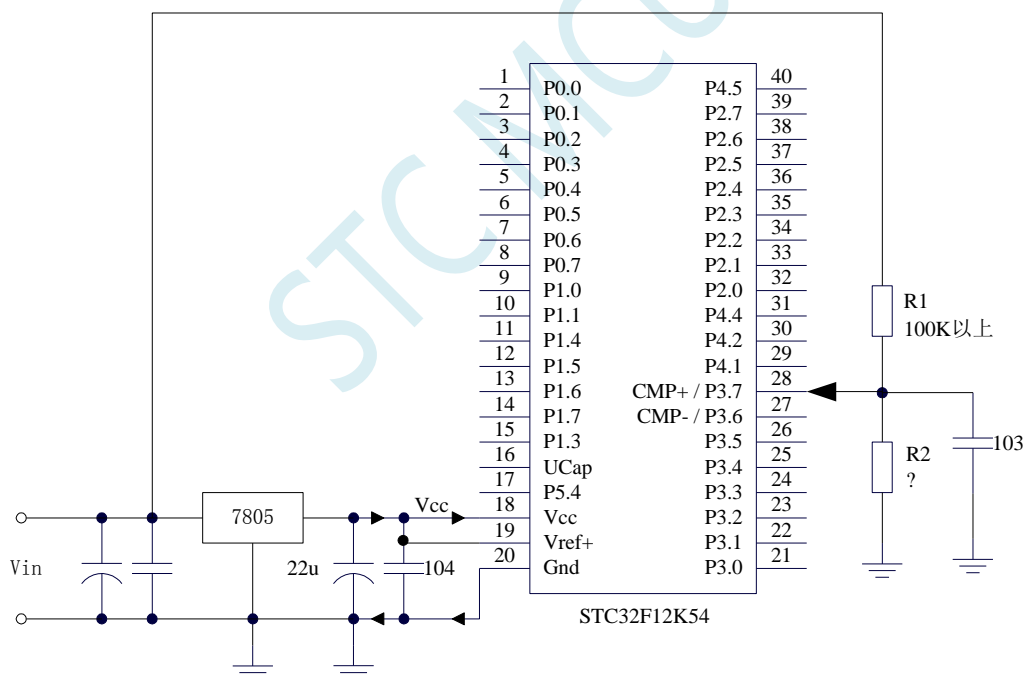 STC MCU
1 P0.0 P4.5 40
2 P0.1 P2.7 39
3 P0.2 P2.6 38
4 P0.3 P2.5 37
5 P0.4 P2.4 36
6 P0.5 P2.3 35
7 P0.6 P2.2 34
8 P0.7 P2.1 33
9 P1.0 P2.0 32
10 P1.1 P4.4 31
11 P1.4 P4.2 30
12 P1.5 P4.1 29
13 P1.6 CMP+ / P3.7 28
14 P1.7 CMP- / P3.6 27
15 P1.3 P3.5 26
16 UCap P3.4 25
17 P5.4 P3.3 24
18 Vcc P3.2 23
19 Vref+ P3.1 22
20 Gnd P3.0 21
R1
100K以上
R2
?
103
7805
Vcc
Vin
22u
104
STC32F12K54